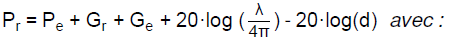 Pr = Pe + Gr + Ge + 20·log (λ/4π) - 20·log(d) avec :